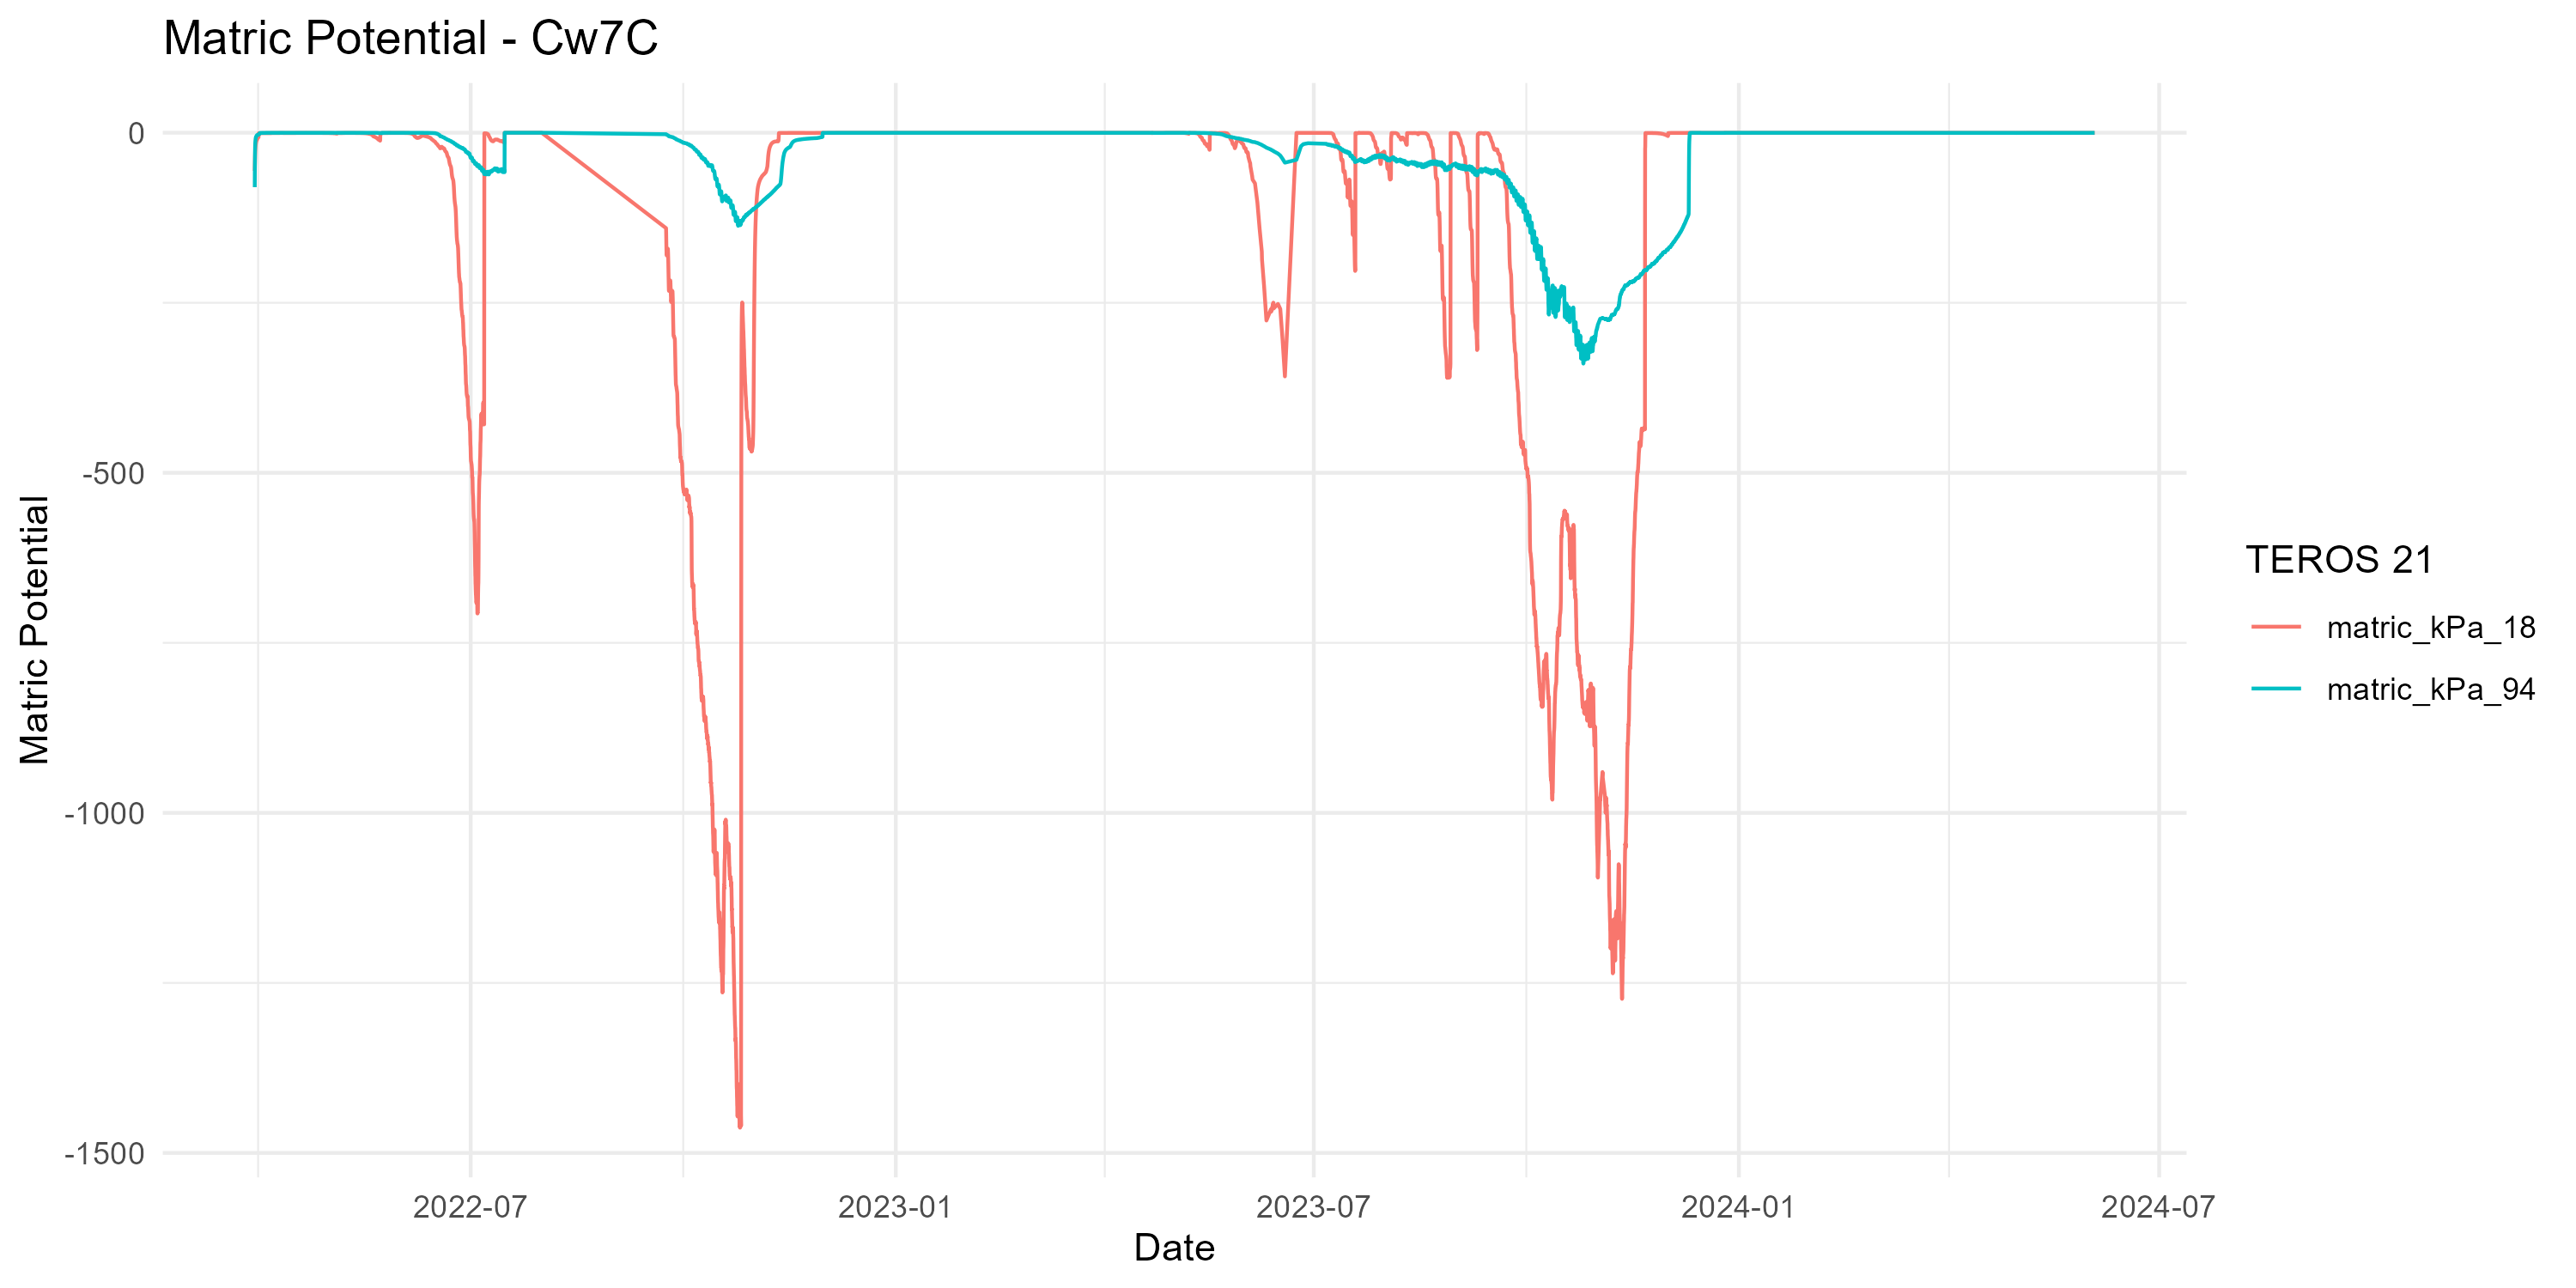 Matric Potential - Cw7C
0
-500
-1000
-1500
Matric Potential
2022-07
2023-01
2023-07
2024-01
2024-07
Date
TEROS 21
matric_kPa_18
matric_kPa_94